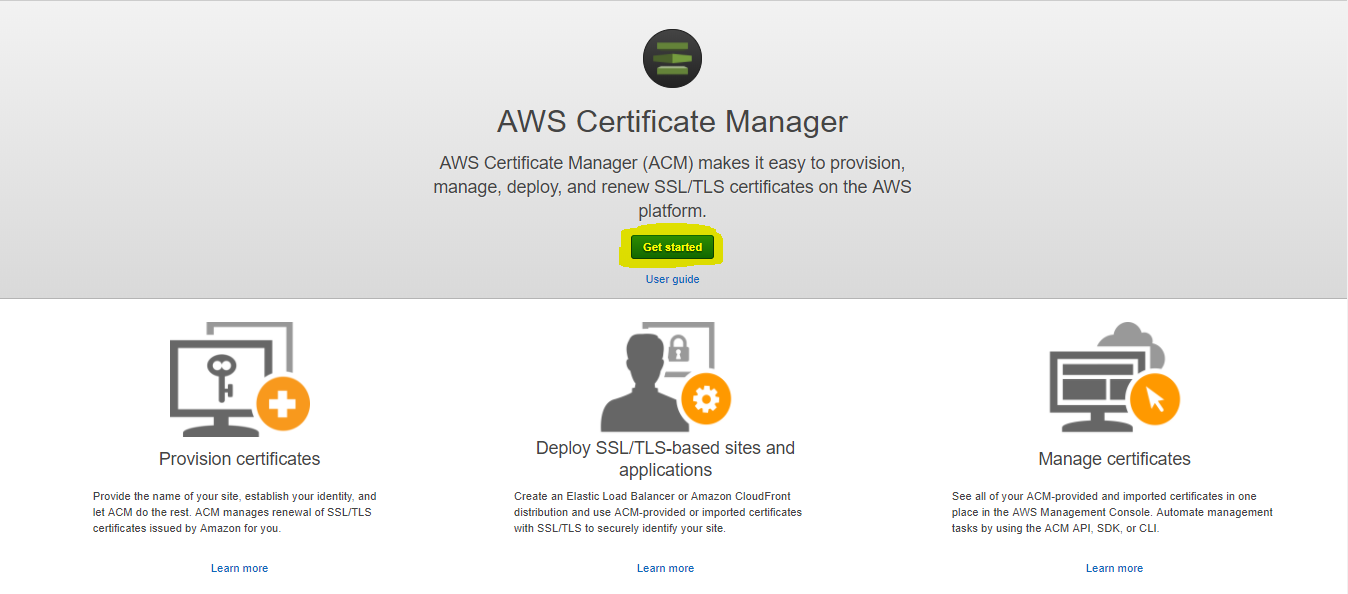 AWS Certificate Manager
AWS Certificate Manager (ACM) makes it easy to provision,
manage, deploy, and renew SSL/TLS certificates on the AWS
platform.
Get started
User guide
Provision certificates
Provide the name of your site, establish your identity, and
let ACM do the rest. ACM manages renewal of SSL/TLS
certificates issued by Amazon for you.
Learn more
Deploy SSL/TLS-based sites and
applications
Create an Elastic Load Balancer or Amazon CloudFront
distribution and use ACM-provided or imported certificates
with SSL/TLS to securely identify your site.
Learn more
Manage certificates
See all of your ACM-provided and imported certificates in one
place in the AWS Management Console. Automate management
tasks by using the ACM API, SDK, or CLI.
Learn more